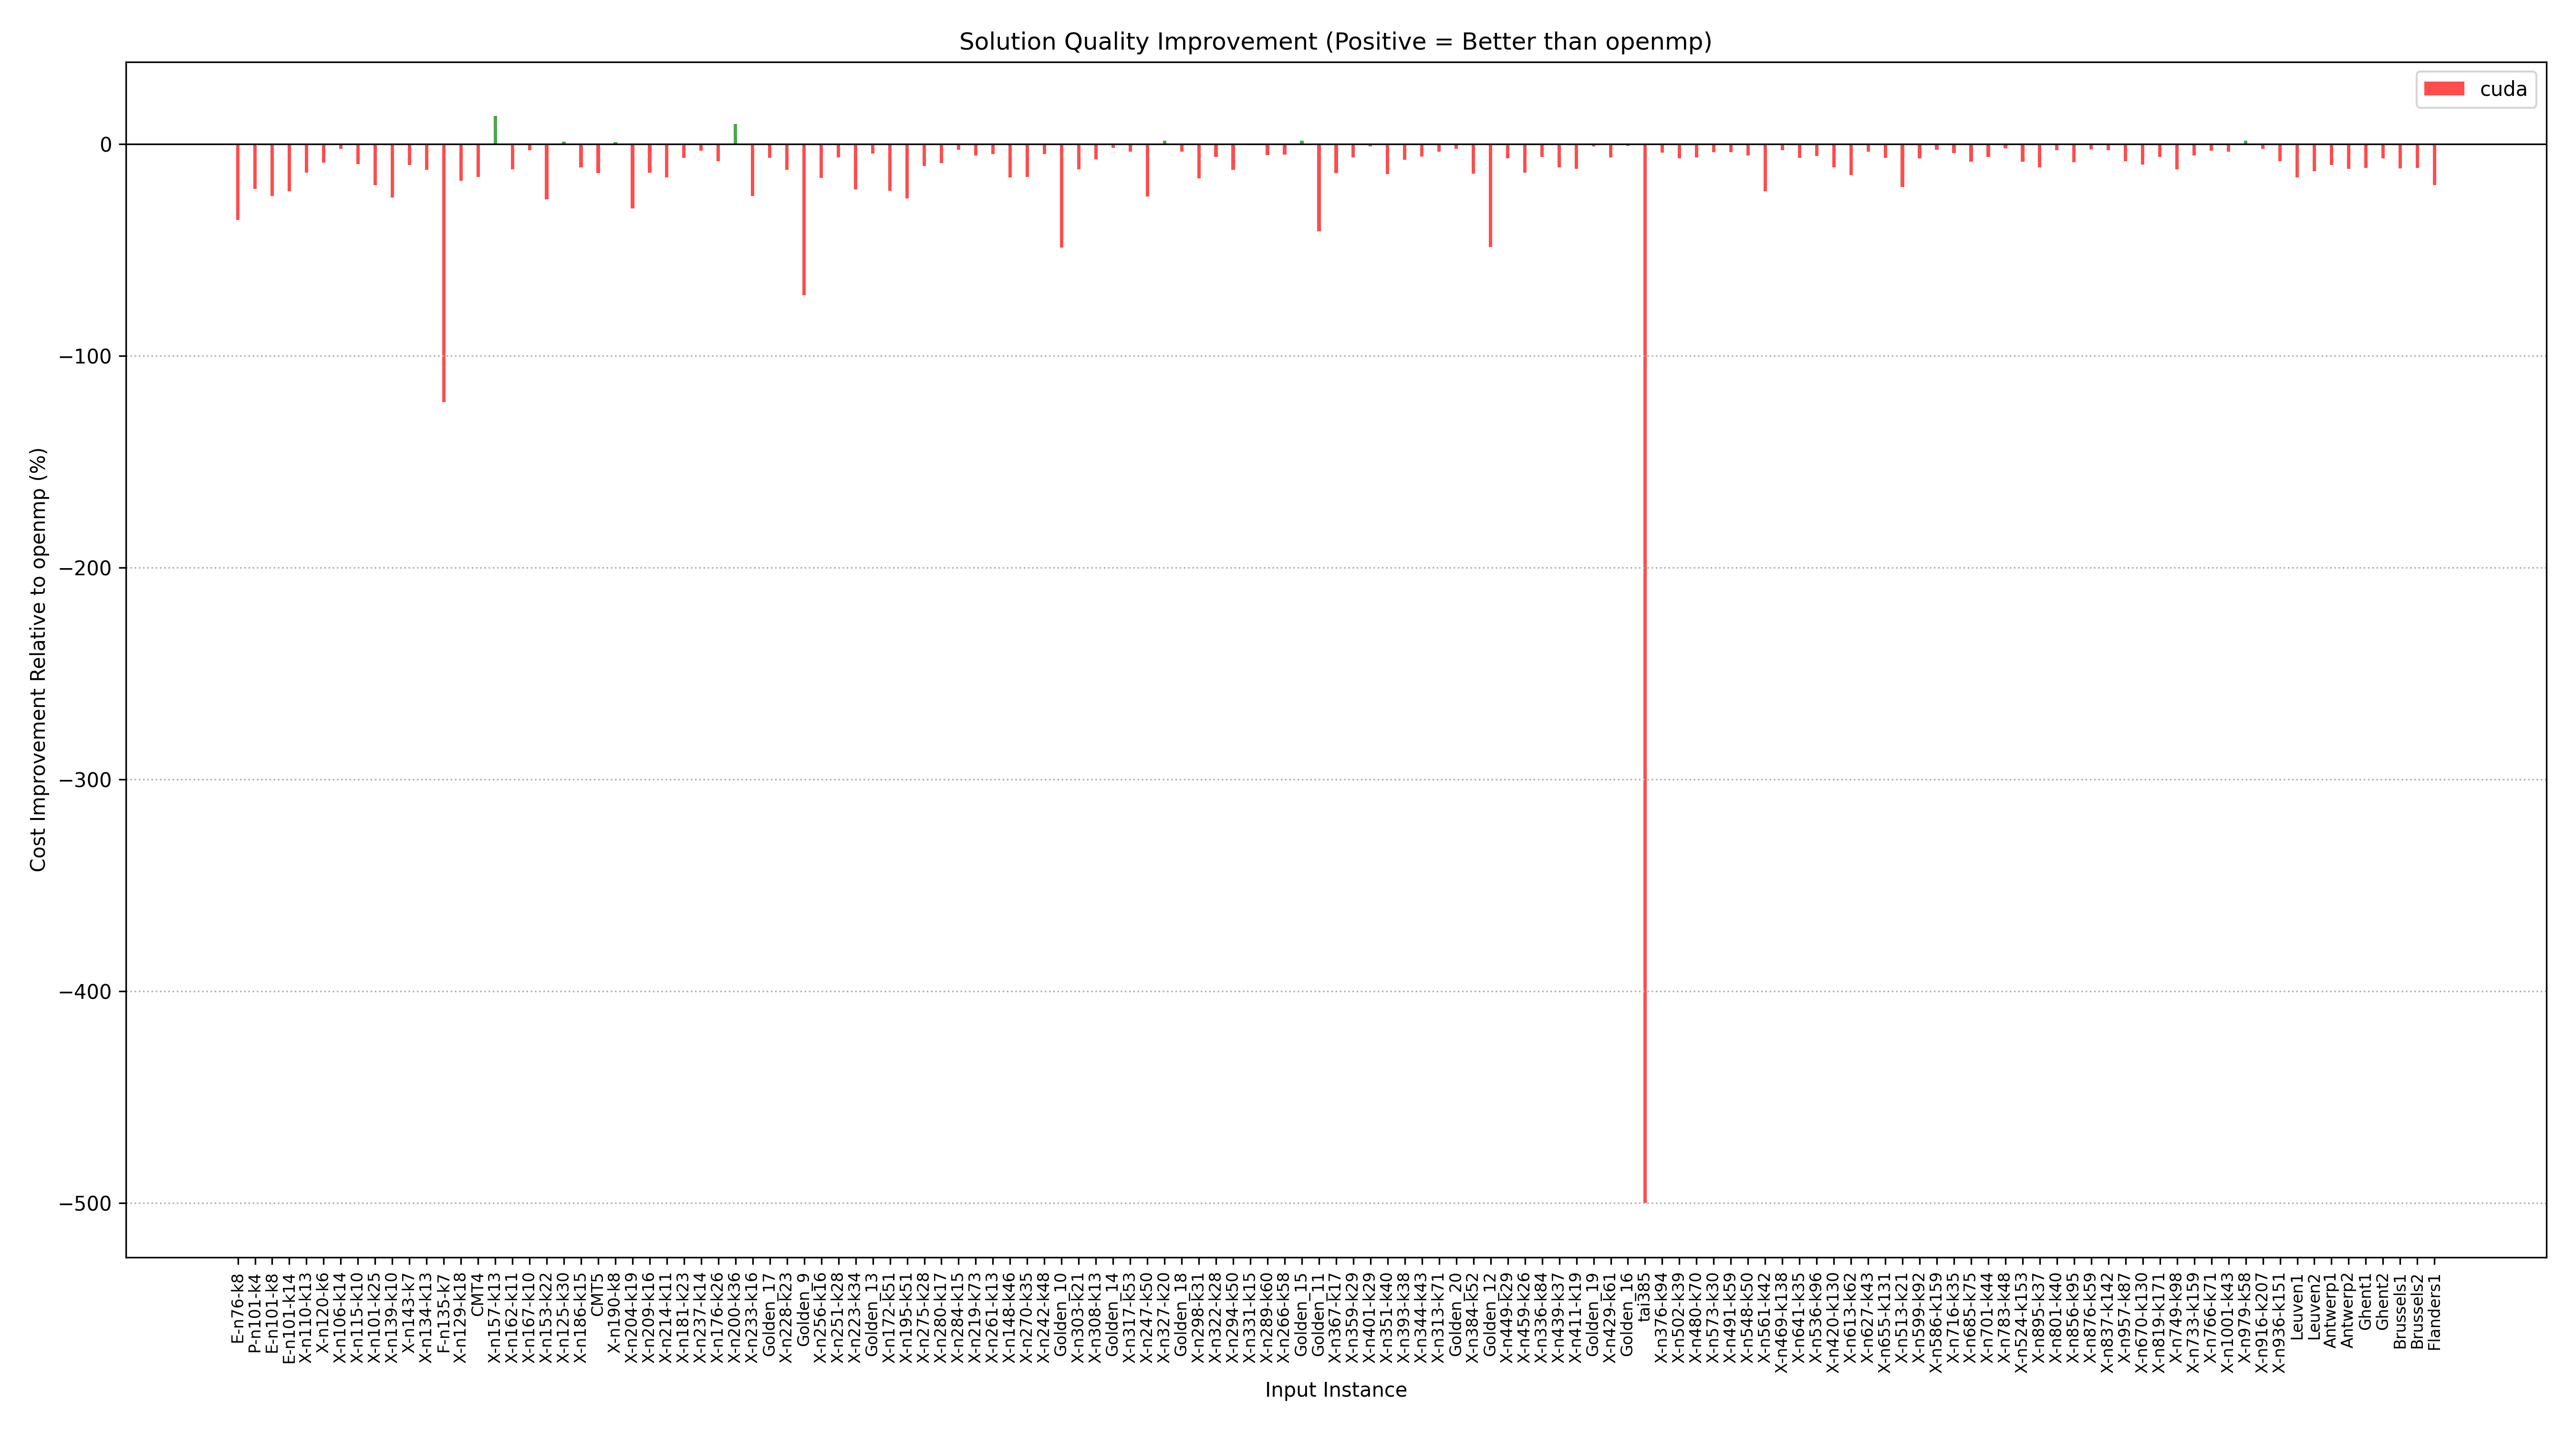 Solution Quality Improvement (Positive = Better than openmp)
cuda
Cost Improvement Relative to openmp (%)
0
−100
−200
−300
−400
−500
E-n76-k8
P-n101-k4
E-n101-k8
E-n101-k14
X-n110-k13
X-n120-k6
X-n106-k14
X-n115-k10
X-n101-k25
X-n139-k10
X-n143-k7
X-n134-k13
F-n135-k7
X-n129-k18
CMT4
X-n157-k13
X-n162-k11
X-n167-k10
X-n153-k22
X-n125-k30
X-n186-k15
CMT5
X-n190-k8
X-n204-k19
X-n209-k16
X-n214-k11
X-n181-k23
X-n237-k14
X-n176-k26
X-n200-k36
X-n233-k16
Golden_17
X-n228-k23
Golden_9
X-n256-k16
X-n251-k28
X-n223-k34
Golden_13
X-n172-k51
X-n195-k51
X-n275-k28
X-n280-k17
X-n284-k15
X-n219-k73
X-n261-k13
X-n148-k46
X-n270-k35
X-n242-k48
Golden_10
X-n303-k21
X-n308-k13
Golden_14
X-n317-k53
X-n247-k50
X-n327-k20
Golden_18
X-n298-k31
X-n322-k28
X-n294-k50
X-n331-k15
X-n289-k60
X-n266-k58
Golden_15
Golden_11
X-n367-k17
X-n359-k29
X-n401-k29
X-n351-k40
X-n393-k38
X-n344-k43
X-n313-k71
Golden_20
X-n384-k52
Golden_12
X-n449-k29
X-n459-k26
X-n336-k84
X-n439-k37
X-n411-k19
Golden_19
X-n429-k61
Golden_16
tai385
X-n376-k94
X-n502-k39
X-n480-k70
X-n573-k30
X-n491-k59
X-n548-k50
X-n561-k42
X-n469-k138
X-n641-k35
X-n536-k96
X-n420-k130
X-n613-k62
X-n627-k43
X-n655-k131
X-n513-k21
X-n599-k92
X-n586-k159
X-n716-k35
X-n685-k75
X-n701-k44
X-n783-k48
X-n524-k153
X-n895-k37
X-n801-k40
X-n856-k95
X-n876-k59
X-n837-k142
X-n957-k87
X-n670-k130
X-n819-k171
X-n749-k98
X-n733-k159
X-n766-k71
X-n1001-k43
X-n979-k58
X-n916-k207
X-n936-k151
Leuven1
Leuven2
Antwerp1
Antwerp2
Ghent1
Ghent2
Brussels1
Brussels2
Flanders1
Input Instance